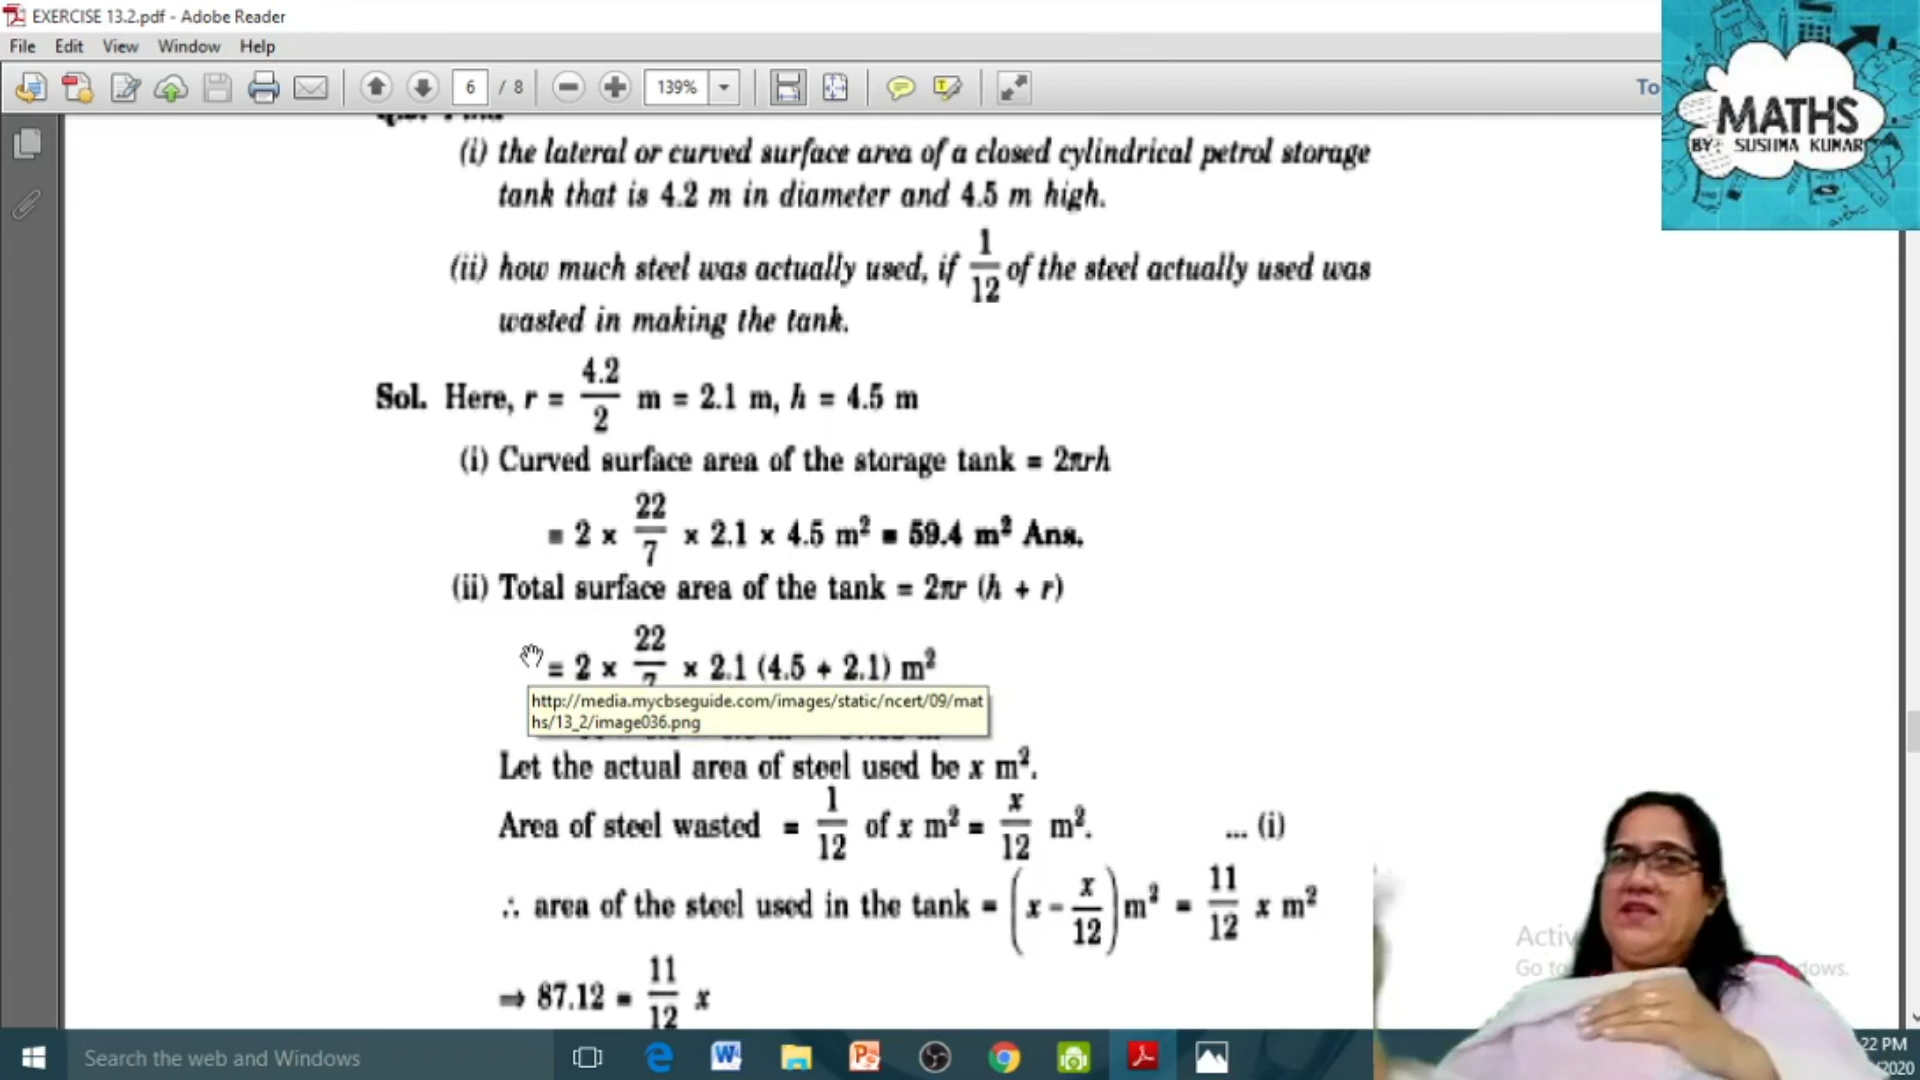 EXERCISE 13.2.pdf - Adobe Reader
File Edit View Window Help
6 / 8 139% To
MATHS
BY: SUSHMA KUMAR
(i) the lateral or curved surface area of a closed cylindrical petrol storage
tank that is 4.2 m in diameter and 4.5 m high.
(ii) how much steel was actually used, if 1/12 of the steel actually used was
wasted in making the tank.
Sol. Here, r = 4.2/2 m = 2.1 m, h = 4.5 m
(i) Curved surface area of the storage tank = 2πrh
= 2 × 22/7 × 2.1 × 4.5 m² = 59.4 m² Ans.
(ii) Total surface area of the tank = 2πr (h + r)
= 2 × 22/7 × 2.1 (4.5 + 2.1) m²
http://media.mycbseguide.com/images/static/ncert/09/mat
hs/13_2/image036.png
Let the actual area of steel used be x m².
Area of steel wasted = 1/12 of x m² = x/12 m². ... (i)
∴ area of the steel used in the tank = (x - x/12) m² = 11/12 x m²
⇒ 87.12 = 11/12 x
Search the web and Windows
22 PM
2020